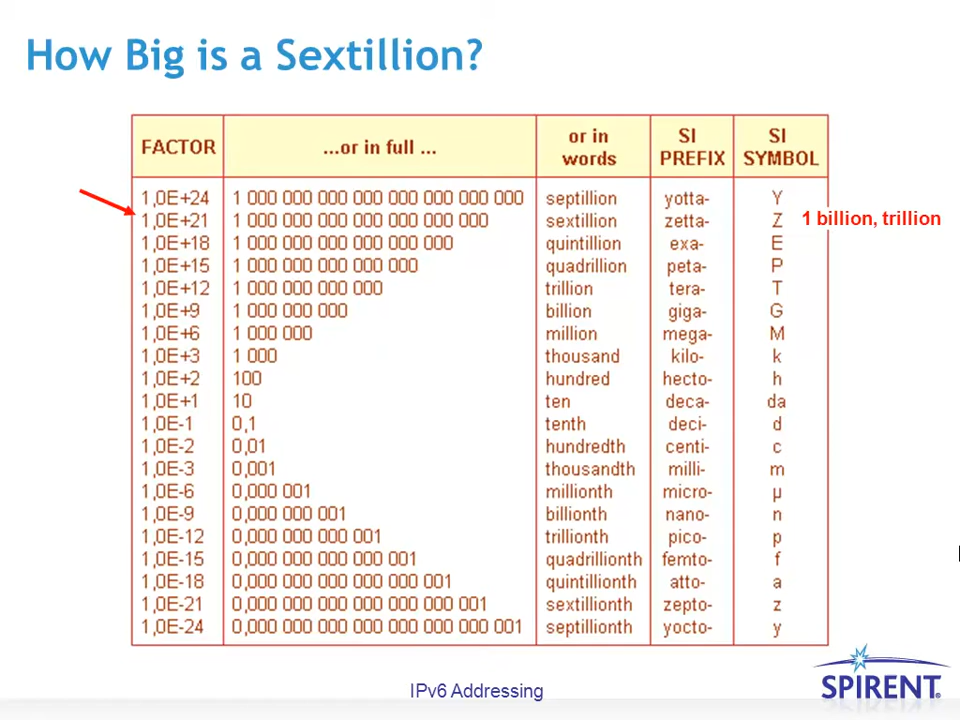 How Big is a Sextillion?
FACTOR ...or in full ... or in words SI PREFIX SI SYMBOL
1,0E+24 1 000 000 000 000 000 000 000 000 septillion yotta- Y
1,0E+21 1 000 000 000 000 000 000 000 sextillion zetta- Z 1 billion, trillion
1,0E+18 1 000 000 000 000 000 000 quintillion exa- E
1,0E+15 1 000 000 000 000 000 quadrillion peta- P
1,0E+12 1 000 000 000 000 trillion tera- T
1,0E+9 1 000 000 000 billion giga- G
1,0E+6 1 000 000 million mega- M
1,0E+3 1 000 thousand kilo- k
1,0E+2 100 hundred hecto- h
1,0E+1 10 ten deca- da
1,0E-1 0,1 tenth deci- d
1,0E-2 0,01 hundredth centi- c
1,0E-3 0,001 thousandth milli- m
1,0E-6 0,000 001 millionth micro- µ
1,0E-9 0,000 000 001 billionth nano- n
1,0E-12 0,000 000 000 001 trillionth pico- p
1,0E-15 0,000 000 000 000 001 quadrillionth femto- f
1,0E-18 0,000 000 000 000 000 001 quintillionth atto- a
1,0E-21 0,000 000 000 000 000 000 001 sextillionth zepto- z
1,0E-24 0,000 000 000 000 000 000 000 001 septillionth yocto- y
IPv6 Addressing
SPIRENT®